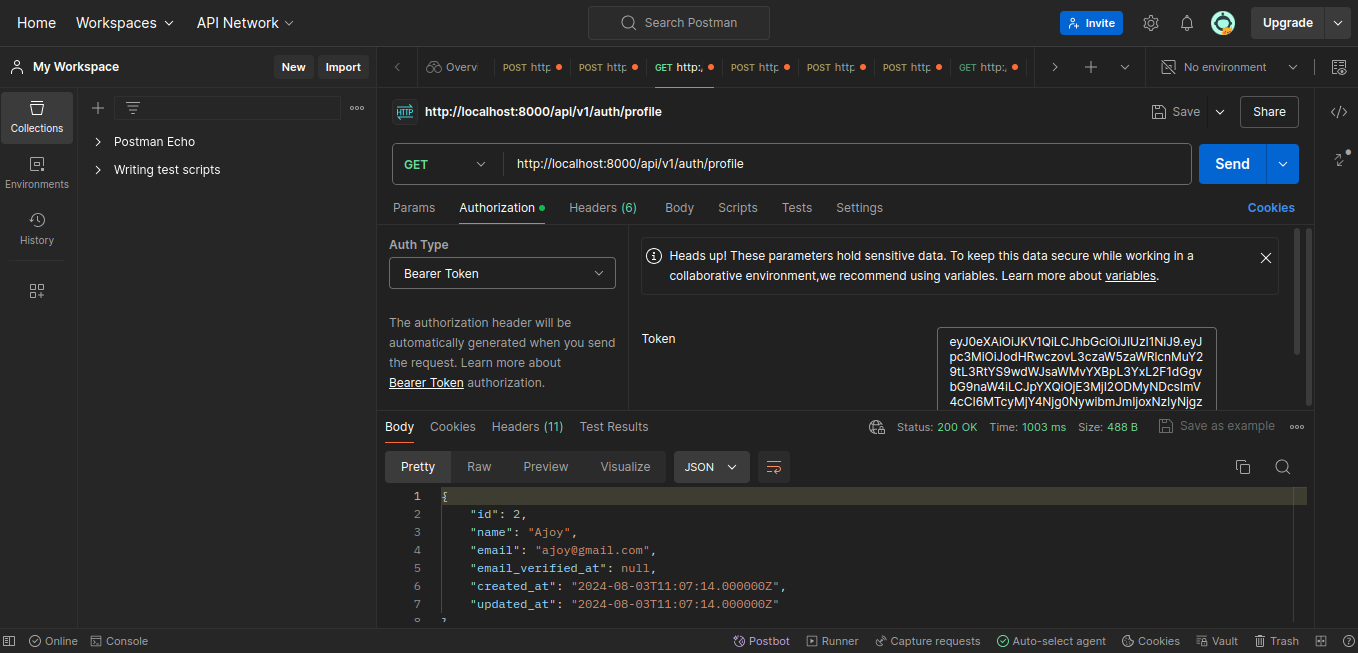 Home Workspaces API Network Search Postman Invite Upgrade
My Workspace New Import Overv POST http POST http GET http:, POST http POST http POST http GET http:, No environment
Collections
Environments
History
Postman Echo
Writing test scripts
HTTP http://localhost:8000/api/v1/auth/profile Save Share
GET http://localhost:8000/api/v1/auth/profile Send
Params Authorization Headers (6) Body Scripts Tests Settings Cookies
Auth Type
Bearer Token
The authorization header will be
automatically generated when you send
the request. Learn more about
Bearer Token authorization.
Heads up! These parameters hold sensitive data. To keep this data secure while working in a
collaborative environment,we recommend using variables. Learn more about variables.
Token
Body Cookies Headers (11) Test Results Status: 200 OK Time: 1003 ms Size: 488 B Save as example
Pretty Raw Preview Visualize JSON
1 {
2 "id": 2,
3 "name": "Ajoy",
4 "email": "ajoy@gmail.com",
5 "email_verified_at": null,
6 "created_at": "2024-08-03T11:07:14.000000Z",
7 "updated_at": "2024-08-03T11:07:14.000000Z"
8 }
Online Console Postbot Runner Capture requests Auto-select agent Cookies Vault Trash